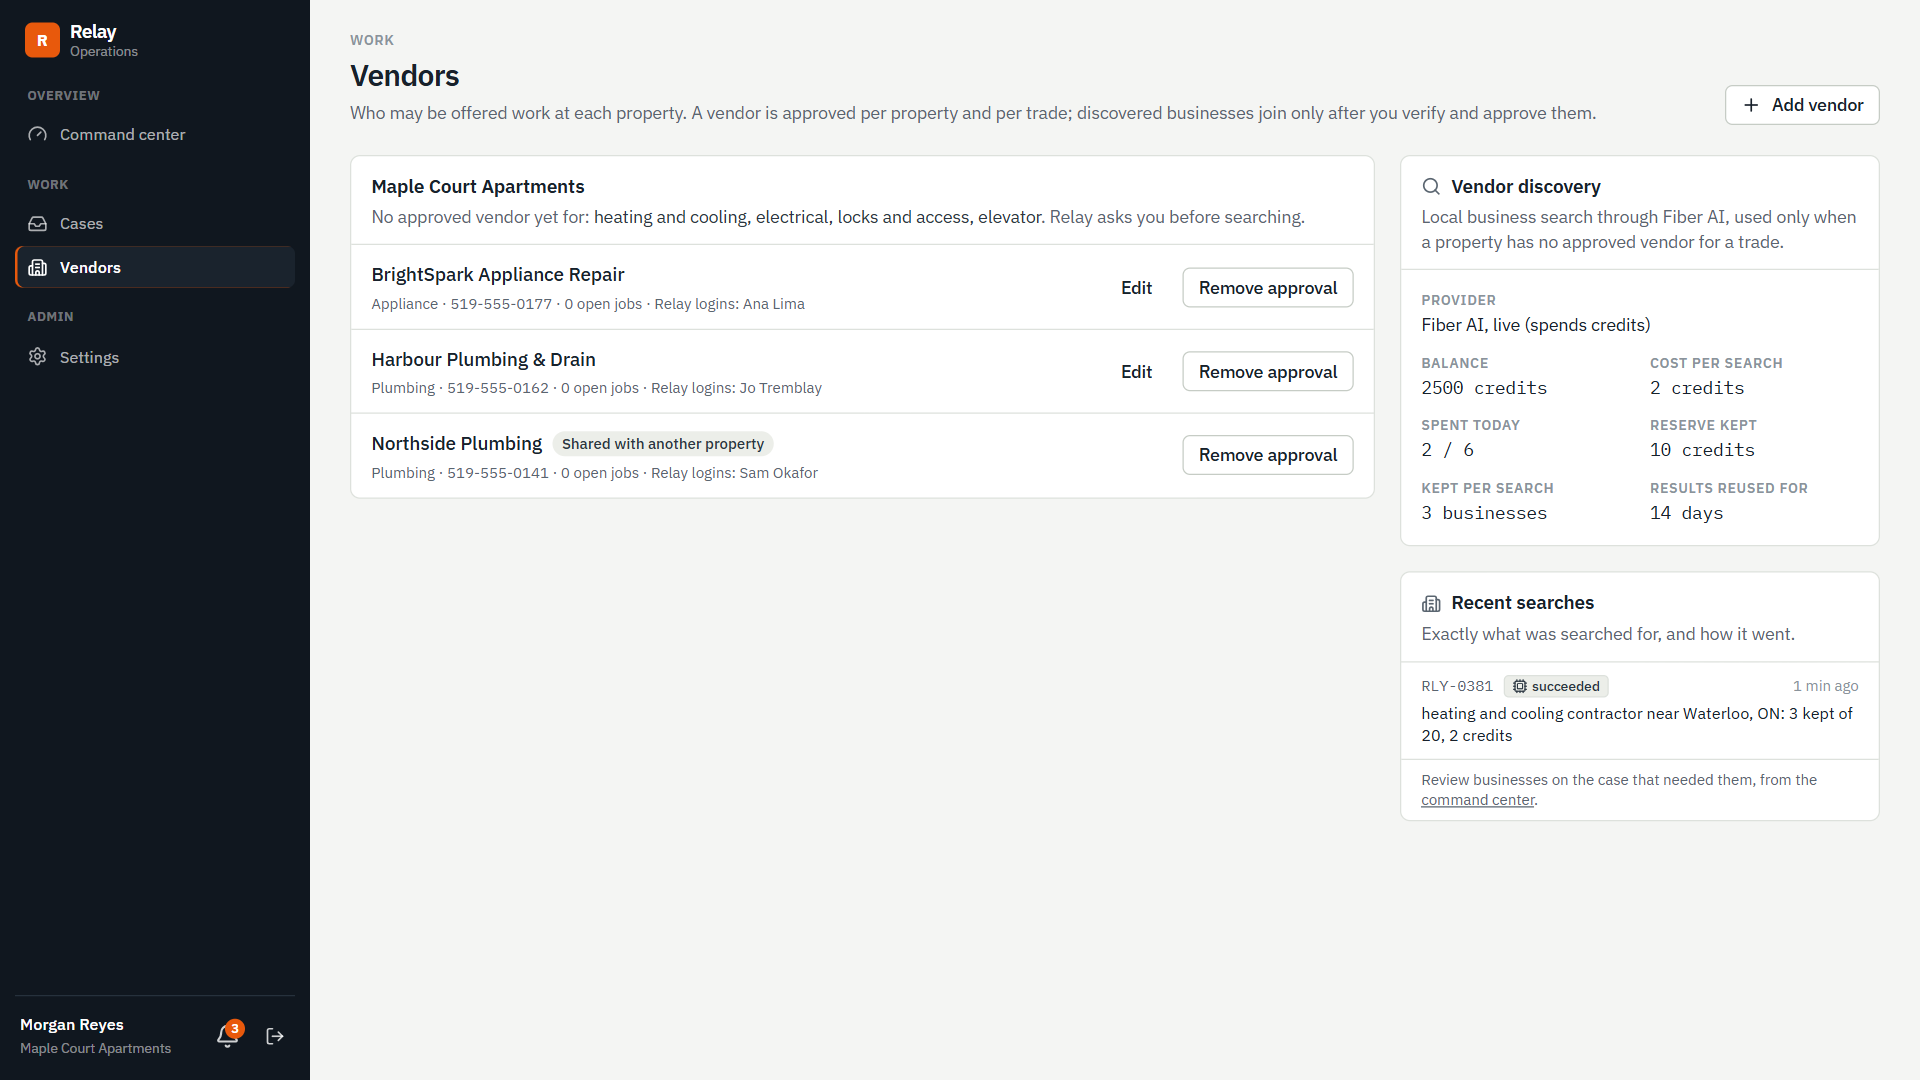 R
Relay
Operations
OVERVIEW
Command center
WORK
Cases
Vendors
ADMIN
Settings
Morgan Reyes
Maple Court Apartments
3
WORK
Vendors
Who may be offered work at each property. A vendor is approved per property and per trade; discovered businesses join only after you verify and approve them.
Add vendor
Maple Court Apartments
No approved vendor yet for: heating and cooling, electrical, locks and access, elevator. Relay asks you before searching.
BrightSpark Appliance Repair
Appliance · 519-555-0177 · 0 open jobs · Relay logins: Ana Lima
Edit
Remove approval
Harbour Plumbing & Drain
Plumbing · 519-555-0162 · 0 open jobs · Relay logins: Jo Tremblay
Edit
Remove approval
Northside Plumbing
Shared with another property
Plumbing · 519-555-0141 · 0 open jobs · Relay logins: Sam Okafor
Remove approval
Vendor discovery
Local business search through Fiber AI, used only when
a property has no approved vendor for a trade.
PROVIDER
Fiber AI, live (spends credits)
BALANCE
2500 credits
COST PER SEARCH
2 credits
SPENT TODAY
2 / 6
RESERVE KEPT
10 credits
KEPT PER SEARCH
3 businesses
RESULTS REUSED FOR
14 days
Recent searches
Exactly what was searched for, and how it went.
RLY-0381
succeeded
1 min ago
heating and cooling contractor near Waterloo, ON: 3 kept of
20, 2 credits
Review businesses on the case that needed them, from the
command center.